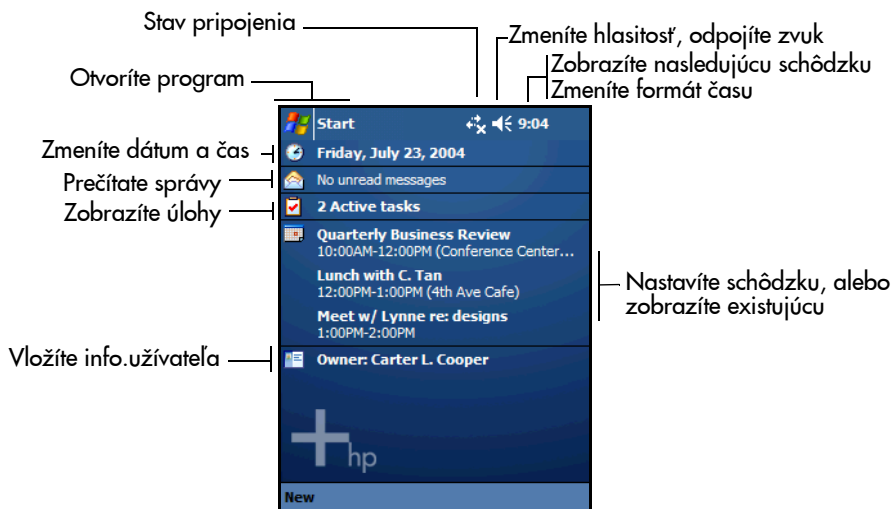 Stav pripojenia
Zmeníte hlasitosť, odpojíte zvuk
Zobrazíte nasledujúcu schôdzku
Zmeníte formát času
Otvoríte program
Start
9:04
Zmeníte dátum a čas
Friday, July 23, 2004
Prečítate správy
No unread messages
Zobrazíte úlohy
2 Active tasks
Quarterly Business Review
10:00AM-12:00PM (Conference Center...
Lunch with C. Tan
12:00PM-1:00PM (4th Ave Cafe)
Meet w/ Lynne re: designs
1:00PM-2:00PM
Nastavíte schôdzku, alebo
zobrazíte existujúcu
Vložíte info.užívateľa
Owner: Carter L. Cooper
hp
New